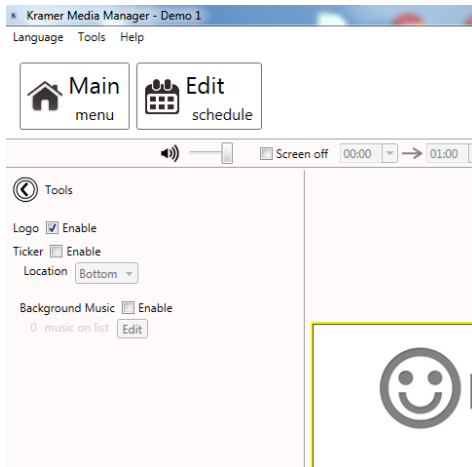 Kramer Media Manager - Demo 1
Language Tools Help
Main
menu
Edit
schedule
Screen off 00:00 01:00
Tools
Logo Enable
Ticker Enable
Location Bottom
Background Music Enable
0 music on list Edit